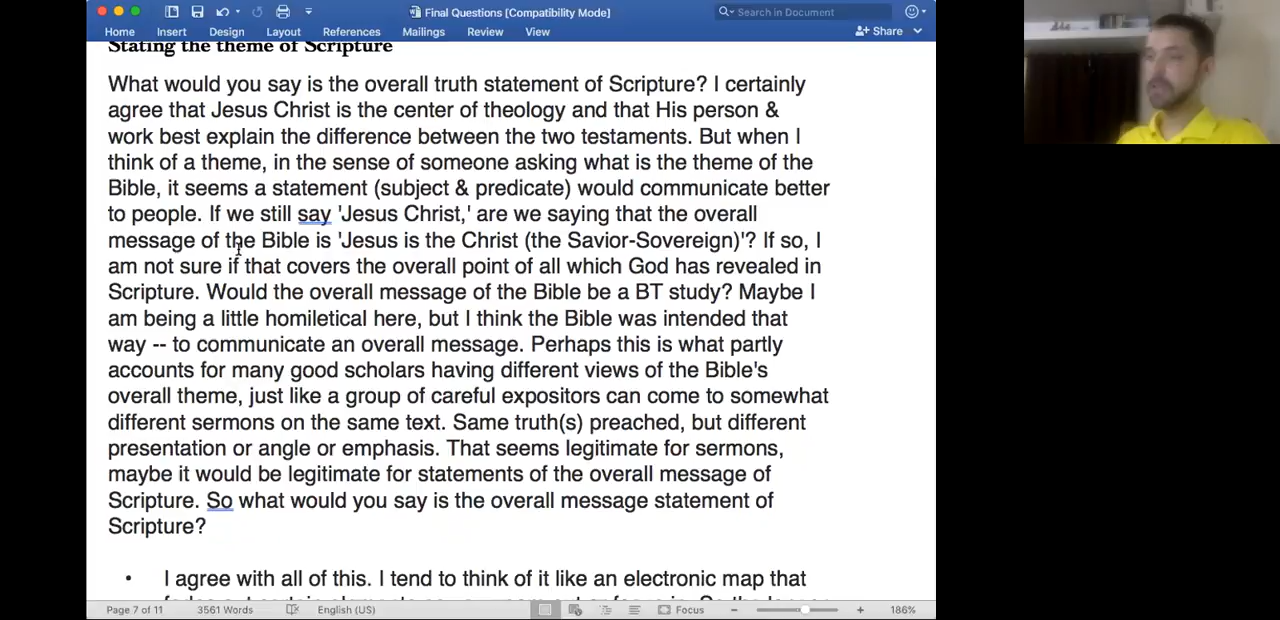 Final Questions [Compatibility Mode]
Search in Document
Home Insert Design Layout References Mailings Review View Share
Stating the theme of Scripture
What would you say is the overall truth statement of Scripture? I certainly
agree that Jesus Christ is the center of theology and that His person &
work best explain the difference between the two testaments. But when I
think of a theme, in the sense of someone asking what is the theme of the
Bible, it seems a statement (subject & predicate) would communicate better
to people. If we still say 'Jesus Christ,' are we saying that the overall
message of the Bible is 'Jesus is the Christ (the Savior-Sovereign)'? If so, I
am not sure if that covers the overall point of all which God has revealed in
Scripture. Would the overall message of the Bible be a BT study? Maybe I
am being a little homiletical here, but I think the Bible was intended that
way -- to communicate an overall message. Perhaps this is what partly
accounts for many good scholars having different views of the Bible's
overall theme, just like a group of careful expositors can come to somewhat
different sermons on the same text. Same truth(s) preached, but different
presentation or angle or emphasis. That seems legitimate for sermons,
maybe it would be legitimate for statements of the overall message of
Scripture. So what would you say is the overall message statement of
Scripture?
• I agree with all of this. I tend to think of it like an electronic map that
Page 7 of 11 3561 Words English (US) Focus 186%